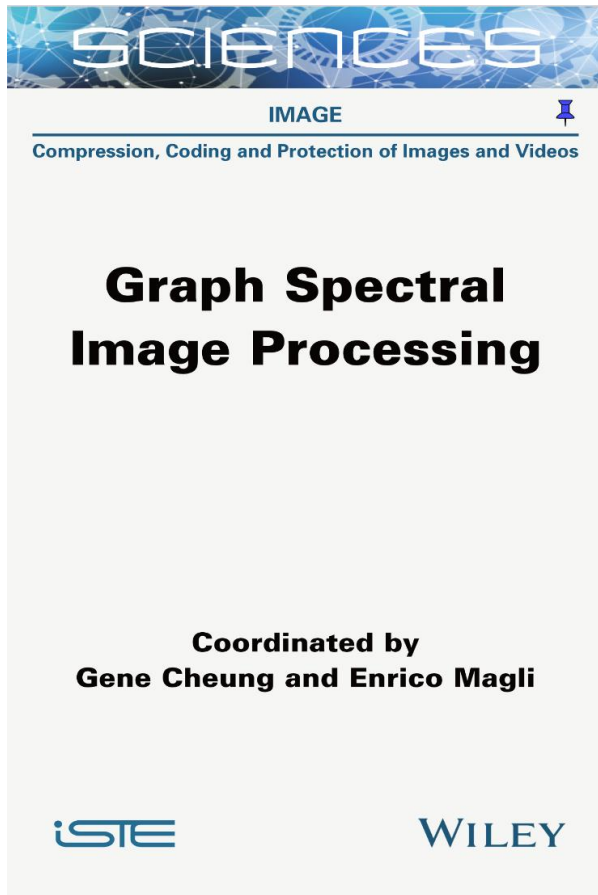 SCIENCES
IMAGE
Compression, Coding and Protection of Images and Videos
Graph Spectral
Image Processing
Coordinated by
Gene Cheung and Enrico Magli
iSTE
WILEY